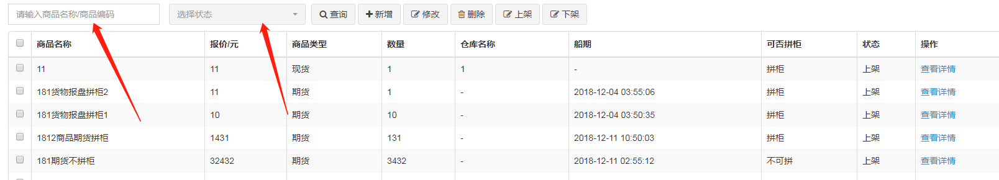 请输入商品名称/商品编码 选择状态 查询 新增 修改 删除 上架 下架
商品名称 报价/元 商品类型 数量 仓库名称 船期 可否拼柜 状态 操作
11 11 现货 1 1 - 拼柜 上架 查看详情
181货物报盘拼柜2 11 期货 1 - 2018-12-04 03:55:06 拼柜 上架 查看详情
181货物报盘拼柜1 10 期货 10 - 2018-12-04 03:50:35 拼柜 上架 查看详情
1812商品期货拼柜 1431 期货 131 - 2018-12-11 10:50:03 拼柜 上架 查看详情
181期货不拼柜 32432 期货 3432 - 2018-12-11 02:55:12 不可拼 上架 查看详情